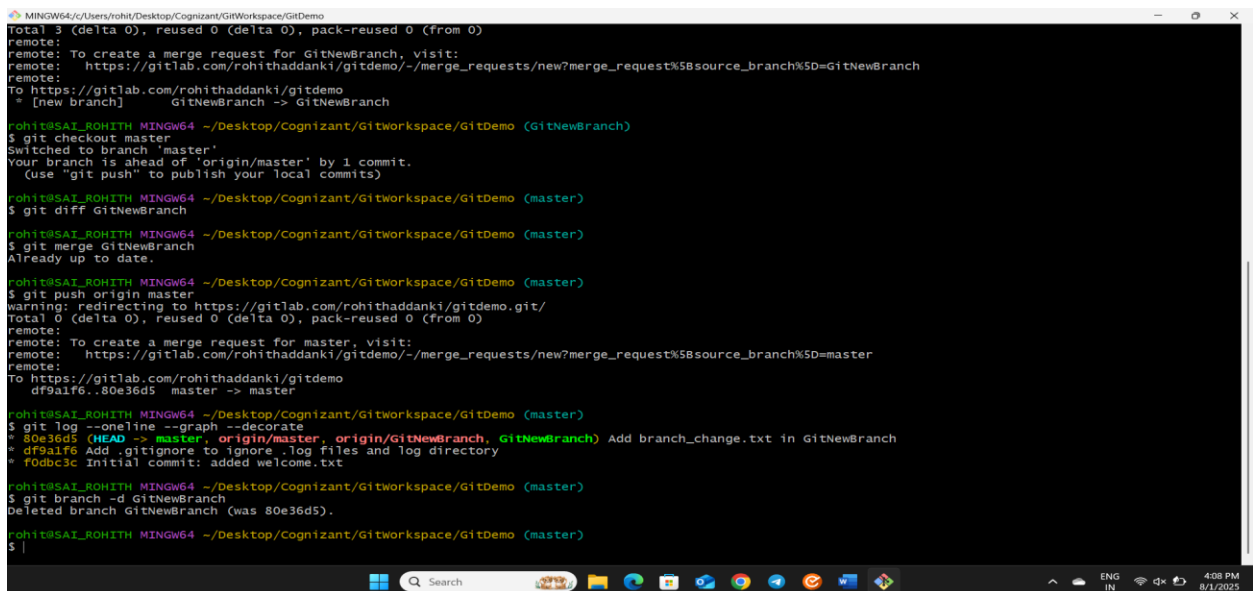 MINGW64:/c/Users/rohit/Desktop/Cognizant/GitWorkspace/GitDemo
Total 3 (delta 0), reused 0 (delta 0), pack-reused 0 (from 0)
remote:
remote: To create a merge request for GitNewBranch, visit:
remote:   https://gitlab.com/rohithaddanki/gitdemo/-/merge_requests/new?merge_request%5Bsource_branch%5D=GitNewBranch
remote:
To https://gitlab.com/rohithaddanki/gitdemo
 * [new branch]      GitNewBranch -> GitNewBranch
rohit@SAI_ROHITH MINGW64 ~/Desktop/Cognizant/GitWorkspace/GitDemo (GitNewBranch)
$ git checkout master
Switched to branch 'master'
Your branch is ahead of 'origin/master' by 1 commit.
  (use "git push" to publish your local commits)
rohit@SAI_ROHITH MINGW64 ~/Desktop/Cognizant/GitWorkspace/GitDemo (master)
$ git diff GitNewBranch
rohit@SAI_ROHITH MINGW64 ~/Desktop/Cognizant/GitWorkspace/GitDemo (master)
$ git merge GitNewBranch
Already up to date.
rohit@SAI_ROHITH MINGW64 ~/Desktop/Cognizant/GitWorkspace/GitDemo (master)
$ git push origin master
warning: redirecting to https://gitlab.com/rohithaddanki/gitdemo.git/
Total 0 (delta 0), reused 0 (delta 0), pack-reused 0 (from 0)
remote:
remote: To create a merge request for master, visit:
remote:   https://gitlab.com/rohithaddanki/gitdemo/-/merge_requests/new?merge_request%5Bsource_branch%5D=master
remote:
To https://gitlab.com/rohithaddanki/gitdemo
   df9a1f6..80e36d5  master -> master
rohit@SAI_ROHITH MINGW64 ~/Desktop/Cognizant/GitWorkspace/GitDemo (master)
$ git log --oneline --graph --decorate
* 80e36d5 (HEAD -> master, origin/master, origin/GitNewBranch, GitNewBranch) Add branch_change.txt in GitNewBranch
* df9a1f6 Add .gitignore to ignore .log files and log directory
* f0dbc3c Initial commit: added welcome.txt
rohit@SAI_ROHITH MINGW64 ~/Desktop/Cognizant/GitWorkspace/GitDemo (master)
$ git branch -d GitNewBranch
Deleted branch GitNewBranch (was 80e36d5).
rohit@SAI_ROHITH MINGW64 ~/Desktop/Cognizant/GitWorkspace/GitDemo (master)
$
Search
ENG
IN
4:08 PM
8/1/2025